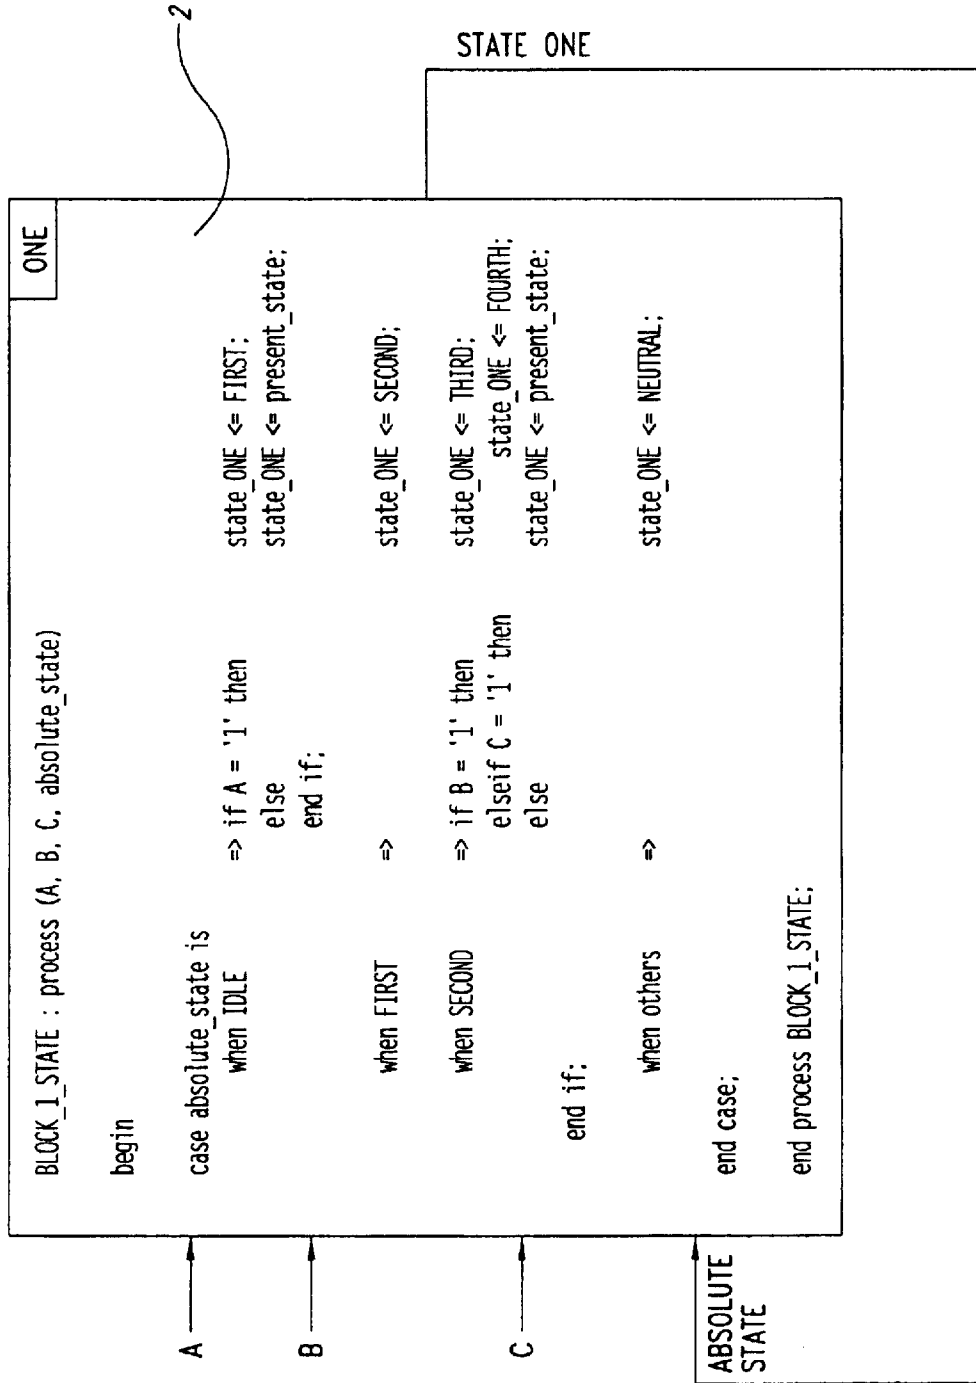 ONE
2
BLOCK_1_STATE : process (A, B, C, absolute_state)
begin
case absolute_state is
when IDLE => if A = '1' then state_ONE <= FIRST;
else state_ONE <= present_state;
end if;
when FIRST => state_ONE <= SECOND;
when SECOND => if B = '1' then state_ONE <= THIRD;
elseif C = '1' then state_ONE <= FOURTH;
else state_ONE <= present_state;
end if;
when others => state_ONE <= NEUTRAL;
end case;
end process BLOCK_1_STATE;
A
B
C
ABSOLUTE
STATE
STATE ONE